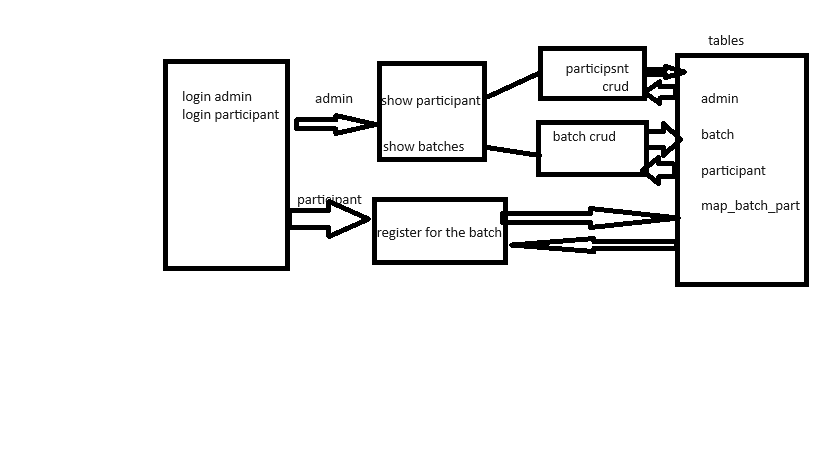 tables
login admin
login participant
admin
show participant
show batches
participsnt
crud
batch crud
participant
register for the batch
admin
batch
participant
map_batch_part